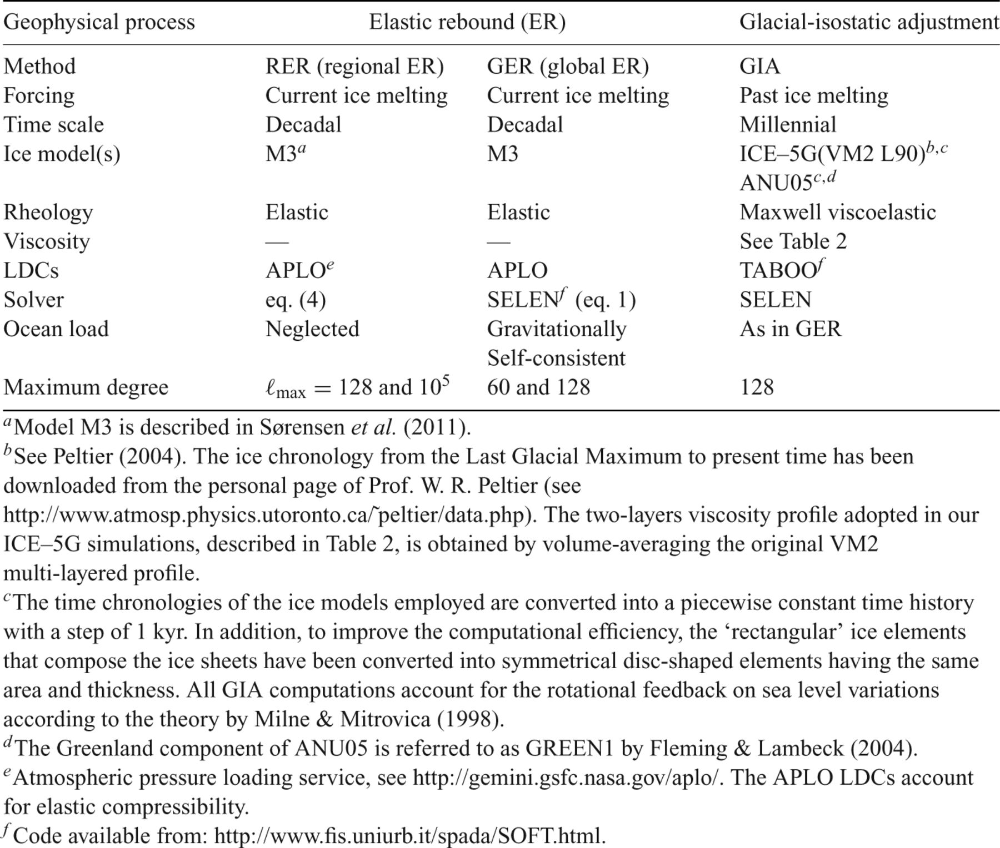 Geophysical process Elastic rebound (ER) Glacial-isostatic adjustment
Method RER (regional ER) GER (global ER) GIA
Forcing Current ice melting Current ice melting Past ice melting
Time scale Decadal Decadal Millennial
Ice model(s) M3a M3 ICE–5G(VM2 L90)b,c
ANU05c,d
Rheology Elastic Elastic Maxwell viscoelastic
Viscosity — — See Table 2
LDCs APLOe APLO TABOOf
Solver eq. (4) SELENf (eq. 1) SELEN
Ocean load Neglected Gravitationally As in GER
Self-consistent
Maximum degree ℓmax = 128 and 10^5 60 and 128 128
aModel M3 is described in Sørensen et al. (2011).
bSee Peltier (2004). The ice chronology from the Last Glacial Maximum to present time has been
downloaded from the personal page of Prof. W. R. Peltier (see
http://www.atmosp.physics.utoronto.ca/~peltier/data.php). The two-layers viscosity profile adopted in our
ICE–5G simulations, described in Table 2, is obtained by volume-averaging the original VM2
multi-layered profile.
cThe time chronologies of the ice models employed are converted into a piecewise constant time history
with a step of 1 kyr. In addition, to improve the computational efficiency, the ‘rectangular’ ice elements
that compose the ice sheets have been converted into symmetrical disc-shaped elements having the same
area and thickness. All GIA computations account for the rotational feedback on sea level variations
according to the theory by Milne & Mitrovica (1998).
dThe Greenland component of ANU05 is referred to as GREEN1 by Fleming & Lambeck (2004).
eAtmospheric pressure loading service, see http://gemini.gsfc.nasa.gov/aplo/. The APLO LDCs account
for elastic compressibility.
fCode available from: http://www.fis.uniurb.it/spada/SOFT.html.